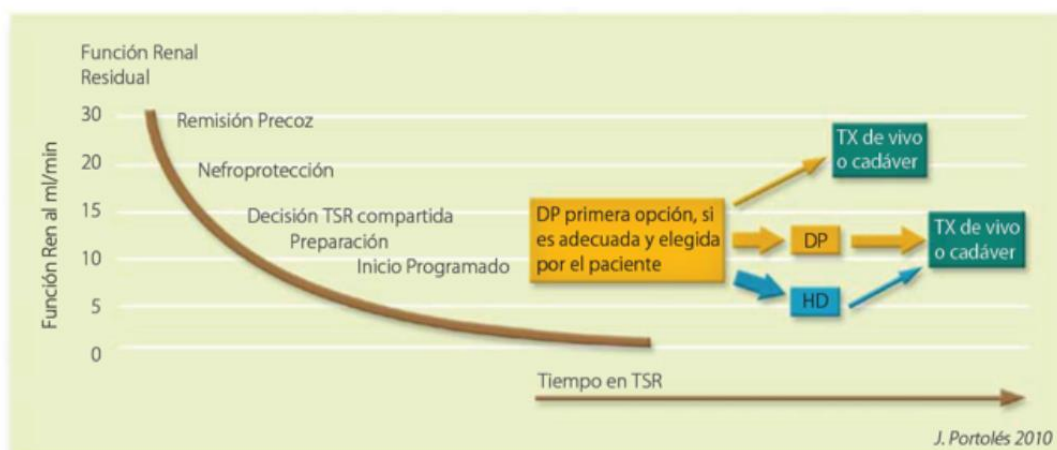 Función Renal
Residual
Función Ren al ml/min
30
20
15
10
5
0
Remisión Precoz
Nefroprotección
Decisión TSR compartida
Preparación
Inicio Programado
DP primera opción, si
es adecuada y elegida
por el paciente
TX de vivo
o cadáver
DP
HD
TX de vivo
o cadáver
Tiempo en TSR
J. Portolés 2010